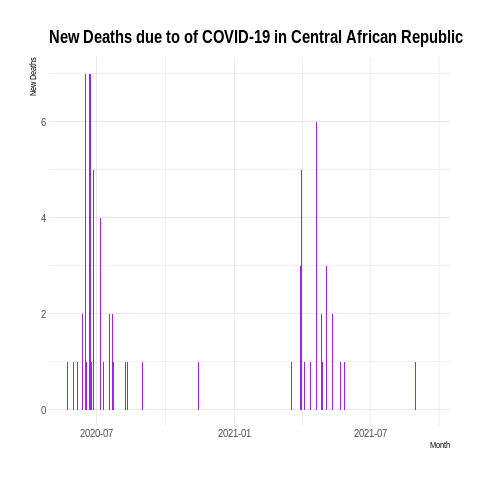 New Deaths due to of COVID-19 in Central African Republic
New Deaths
6
4
2
0
2020-07
2021-01
2021-07
Month